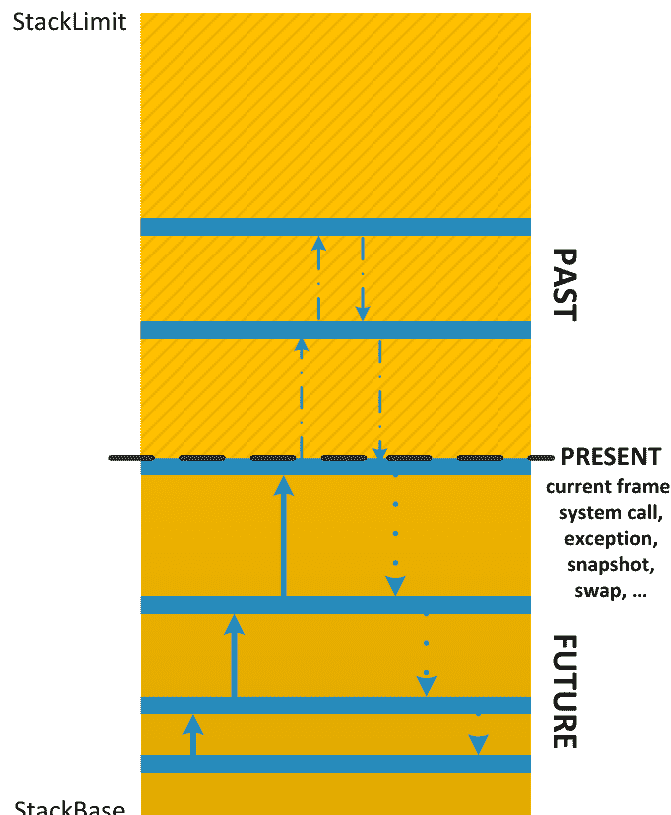 StackLimit
PAST
PRESENT
current frame
system call,
exception,
snapshot,
swap, ...
FUTURE
StackBase